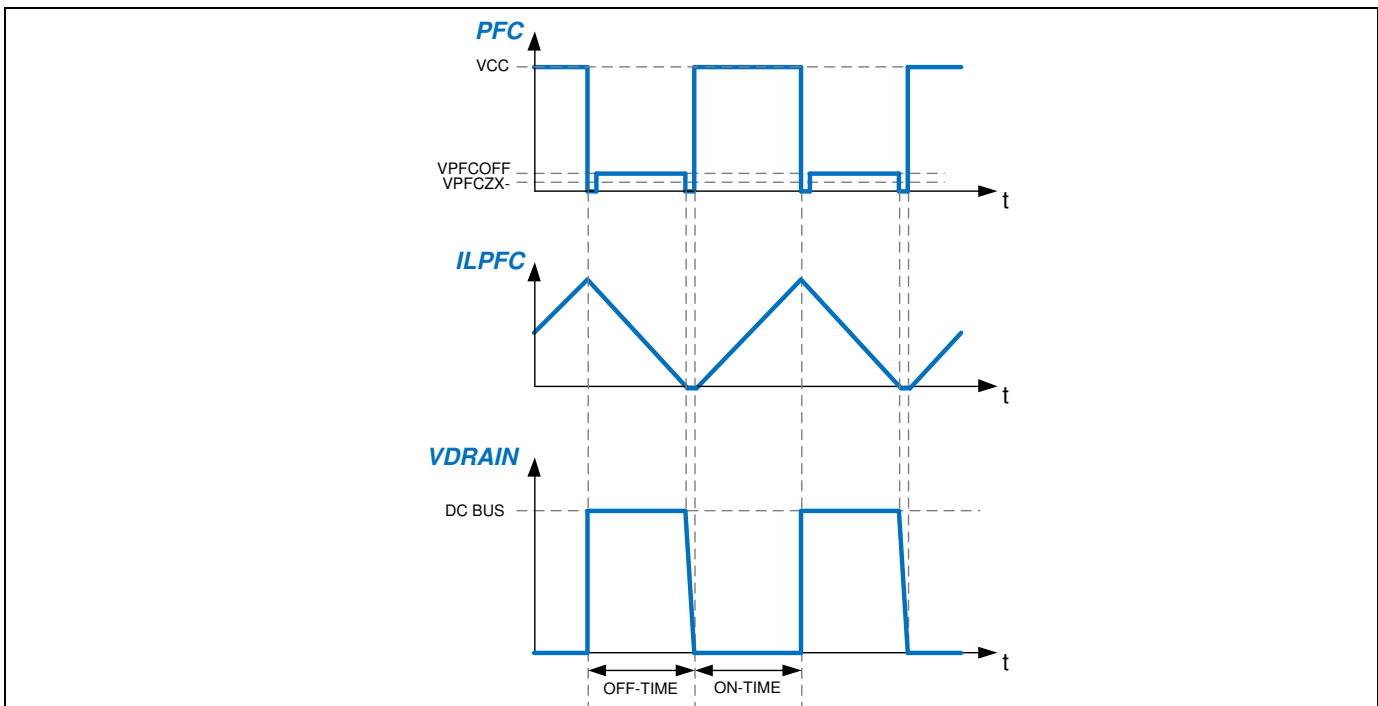 PFC
VCC
VPFCOFF
VPFCZX-
t
ILPFC
t
VDRAIN
DC BUS
t
OFF-TIME
ON-TIME